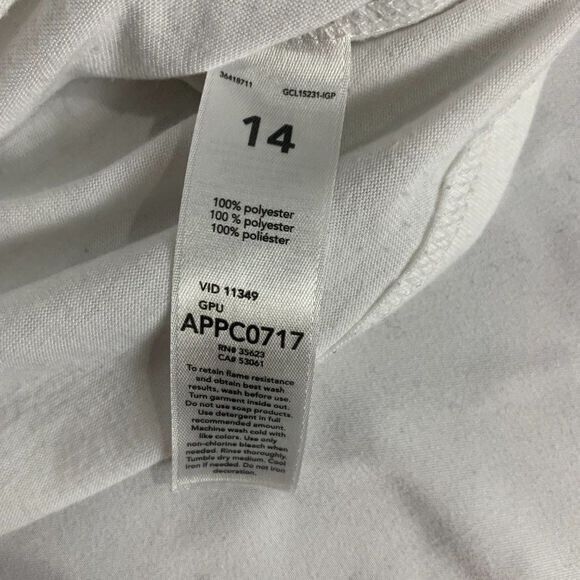 36418711 GCL15231-IGP
14
100% polyester
100 % polyester
100% poliéster
VID 11349
GPU
APPC0717
RN# 35623
CA# 53061
To retain flame resistance
and obtain best wash
results, wash before use.
Turn garment inside out.
Do not use soap products.
Use detergent in full
recommended amount.
Machine wash cold with
like colors. Use only
non-chlorine bleach when
needed. Rinse thoroughly.
Tumble dry medium. Cool
iron if needed. Do not iron
decoration.